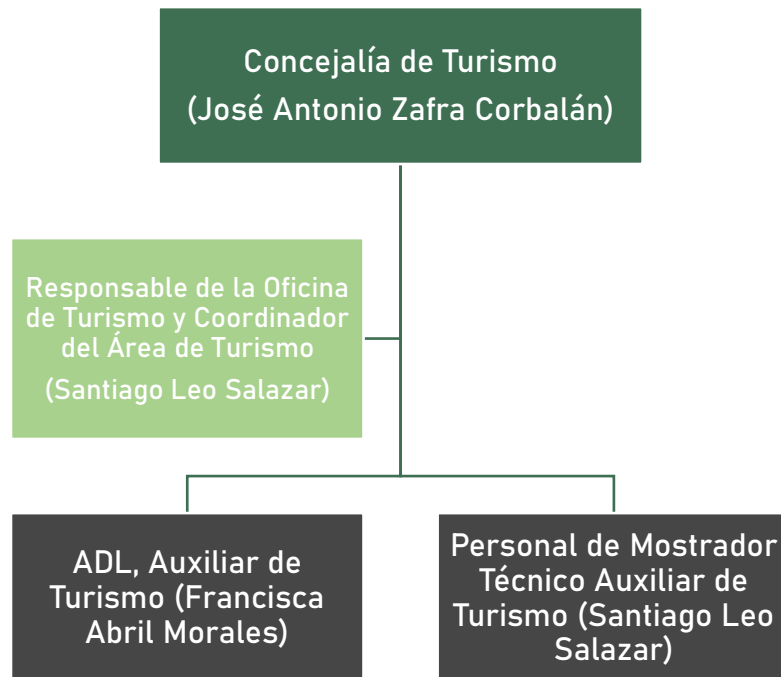 Concejalía de Turismo
(José Antonio Zafra Corbalán)
Responsable de la Oficina
de Turismo y Coordinador
del Área de Turismo
(Santiago Leo Salazar)
ADL, Auxiliar de
Turismo (Francisca
Abril Morales)
Personal de Mostrador
Técnico Auxiliar de
Turismo (Santiago Leo
Salazar)